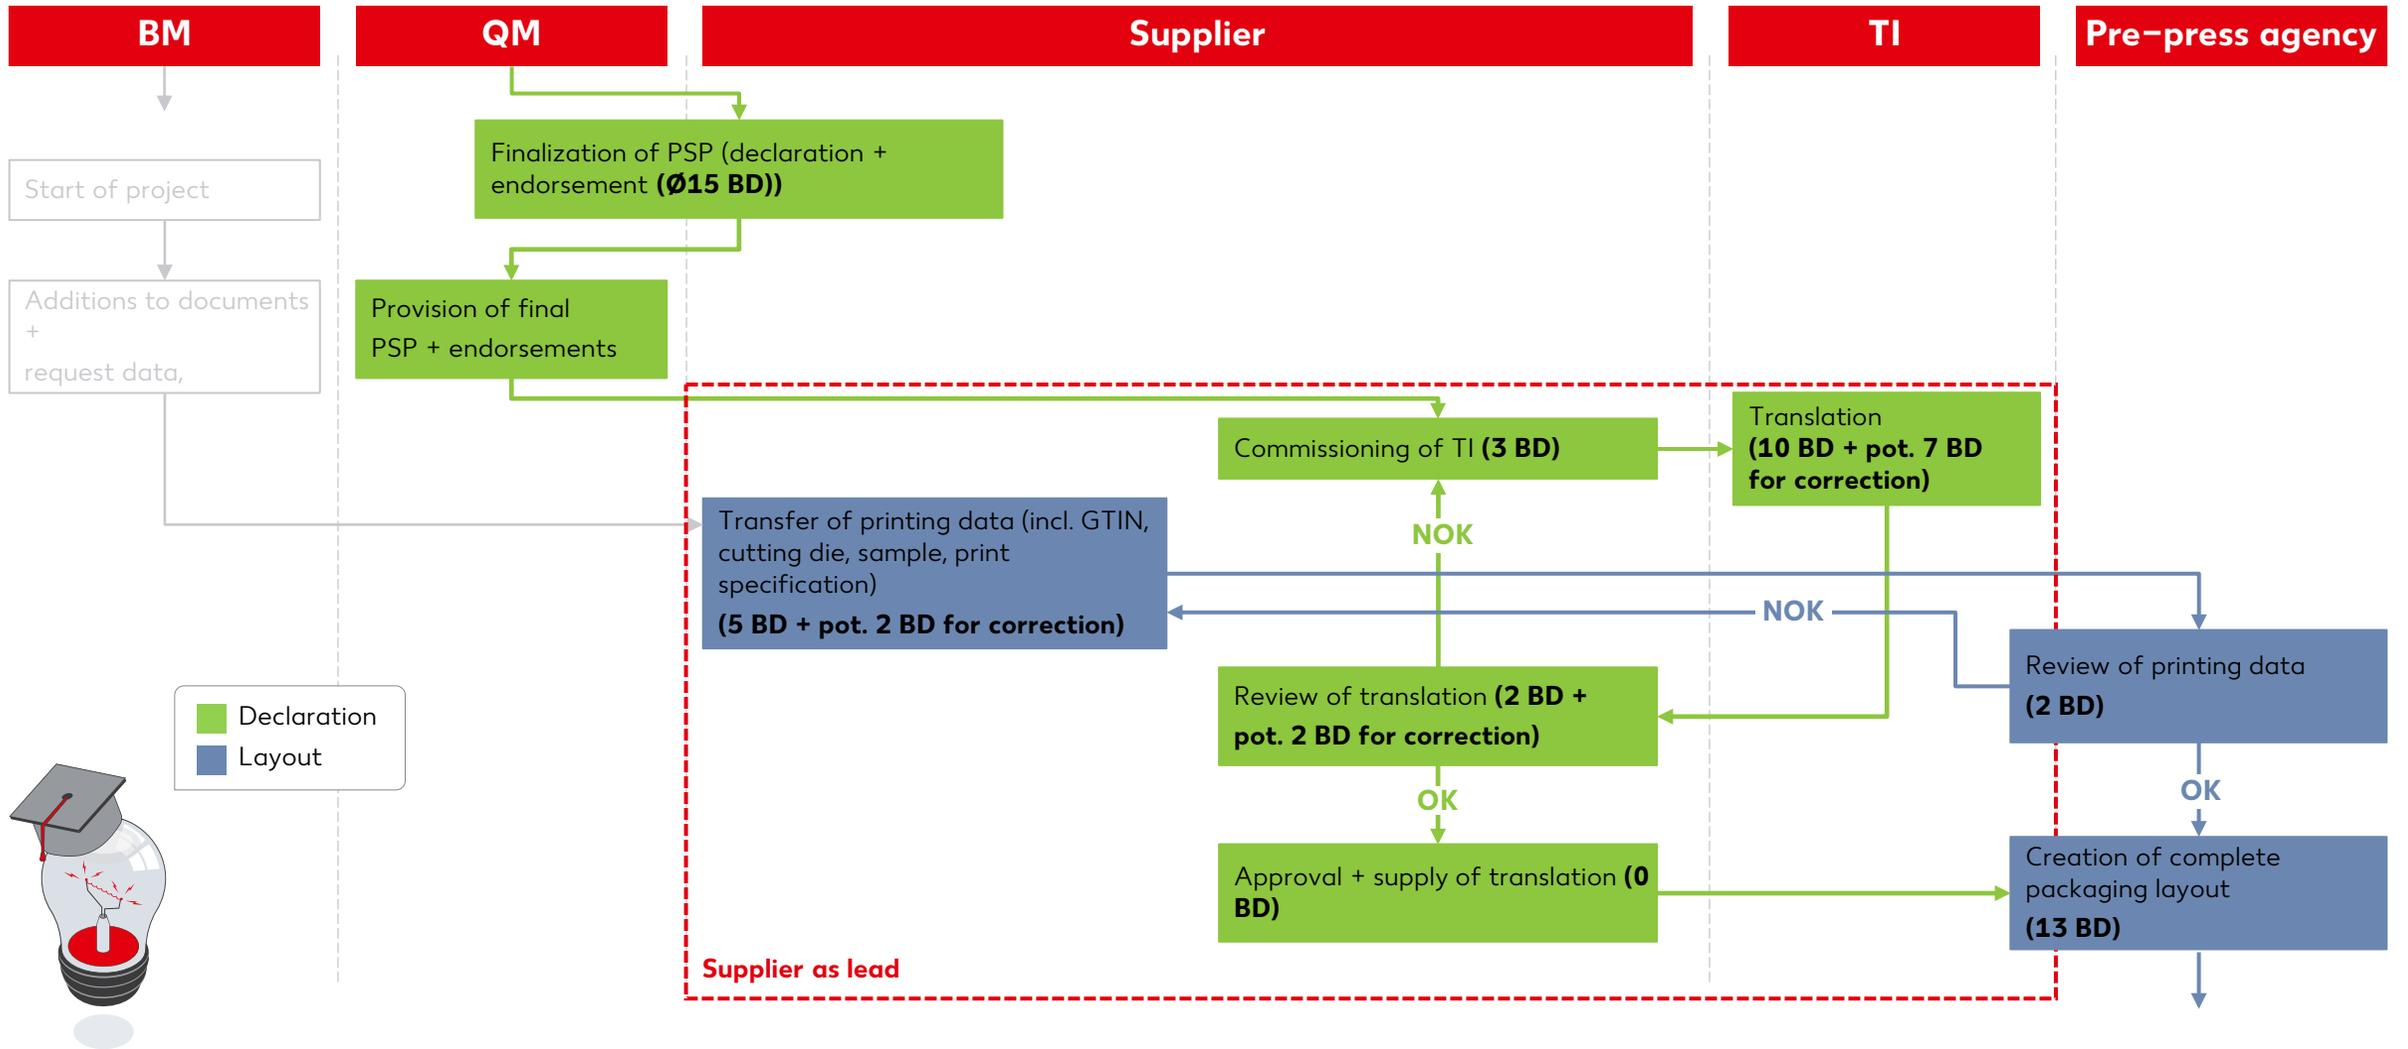 BM
QM
Supplier
TI
Pre-press agency
Finalization of PSP (declaration +
endorsement (Ø15 BD))
Start of project
Additions to documents
+
request data,
Provision of final
PSP + endorsements
Commissioning of TI (3 BD)
Translation
(10 BD + pot. 7 BD
for correction)
NOK
Transfer of printing data (incl. GTIN,
cutting die, sample, print
specification)
(5 BD + pot. 2 BD for correction)
NOK
Review of printing data
(2 BD)
Review of translation (2 BD +
pot. 2 BD for correction)
Declaration
Layout
OK
OK
Approval + supply of translation (0
BD)
Creation of complete
packaging layout
(13 BD)
Supplier as lead